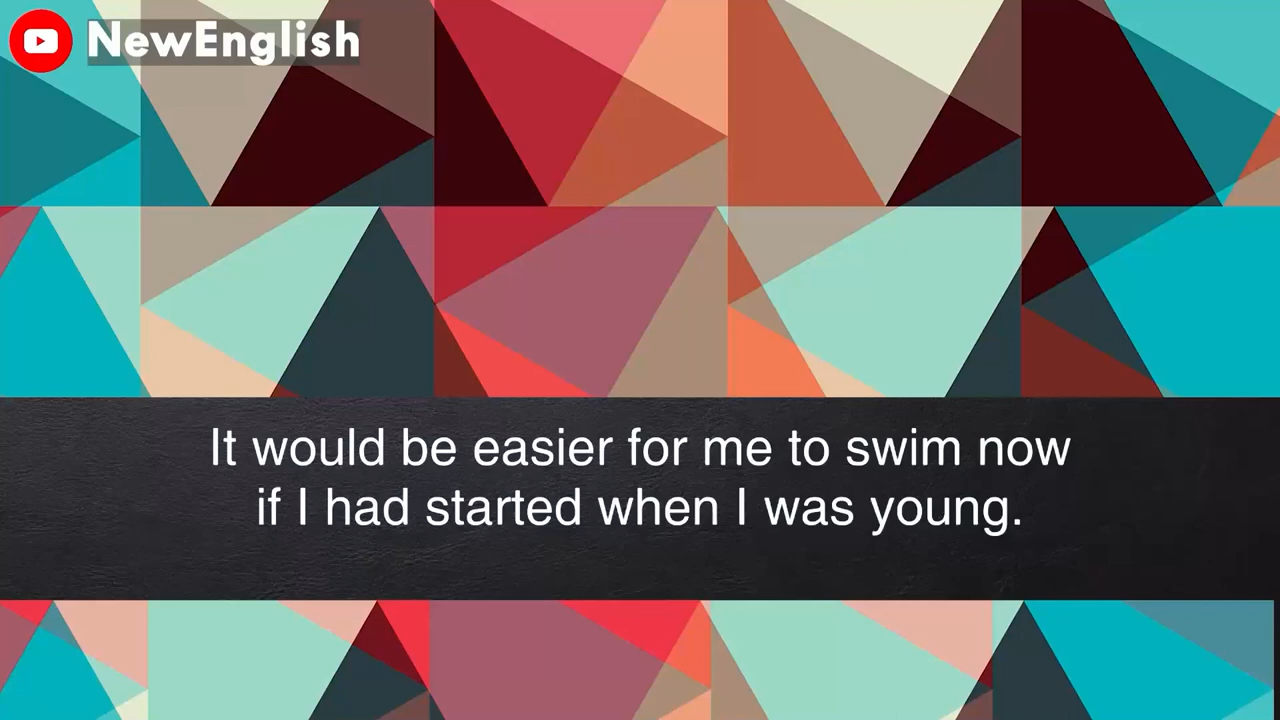 NewEnglish
It would be easier for me to swim now
if I had started when I was young.